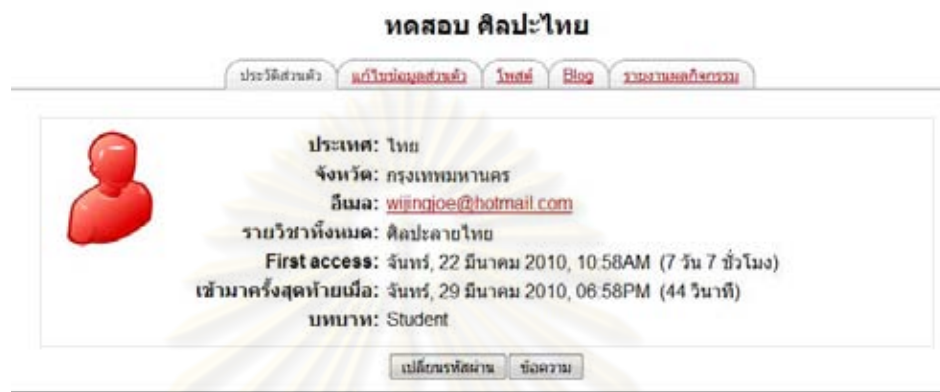 ทดสอบ ศิลปะไทย
ประวัติส่วนตัว แก้ไขข้อมูลส่วนตัว โพสต์ Blog รายงานผลกิจกรรม
ประเทศ: ไทย
จังหวัด: กรุงเทพมหานคร
อีเมล: wijingjoe@hotmail.com
รายวิชาทั้งหมด: ศิลปะลายไทย
First access: จันทร์, 22 มีนาคม 2010, 10:58AM (7 วัน 7 ชั่วโมง)
เข้ามาครั้งสุดท้ายเมื่อ: จันทร์, 29 มีนาคม 2010, 06:58PM (44 วินาที)
บทบาท: Student
เปลี่ยนรหัสผ่าน ข้อความ